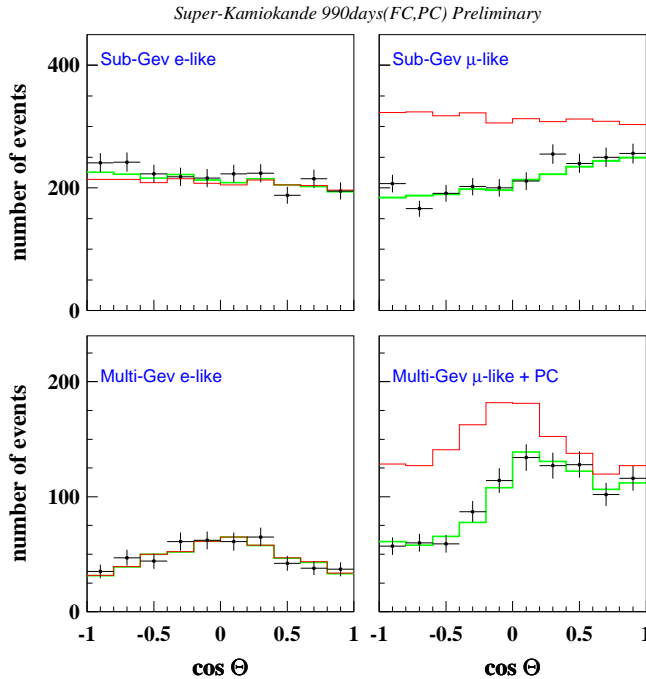 Super-Kamiokande 990days(FC,PC) Preliminary
number of events
400
200
0
Sub-Gev e-like
Sub-Gev μ-like
number of events
200
100
0
Multi-Gev e-like
Multi-Gev μ-like + PC
-1 -0.5 0 0.5 1
-1 -0.5 0 0.5 1
cos Θ
cos Θ